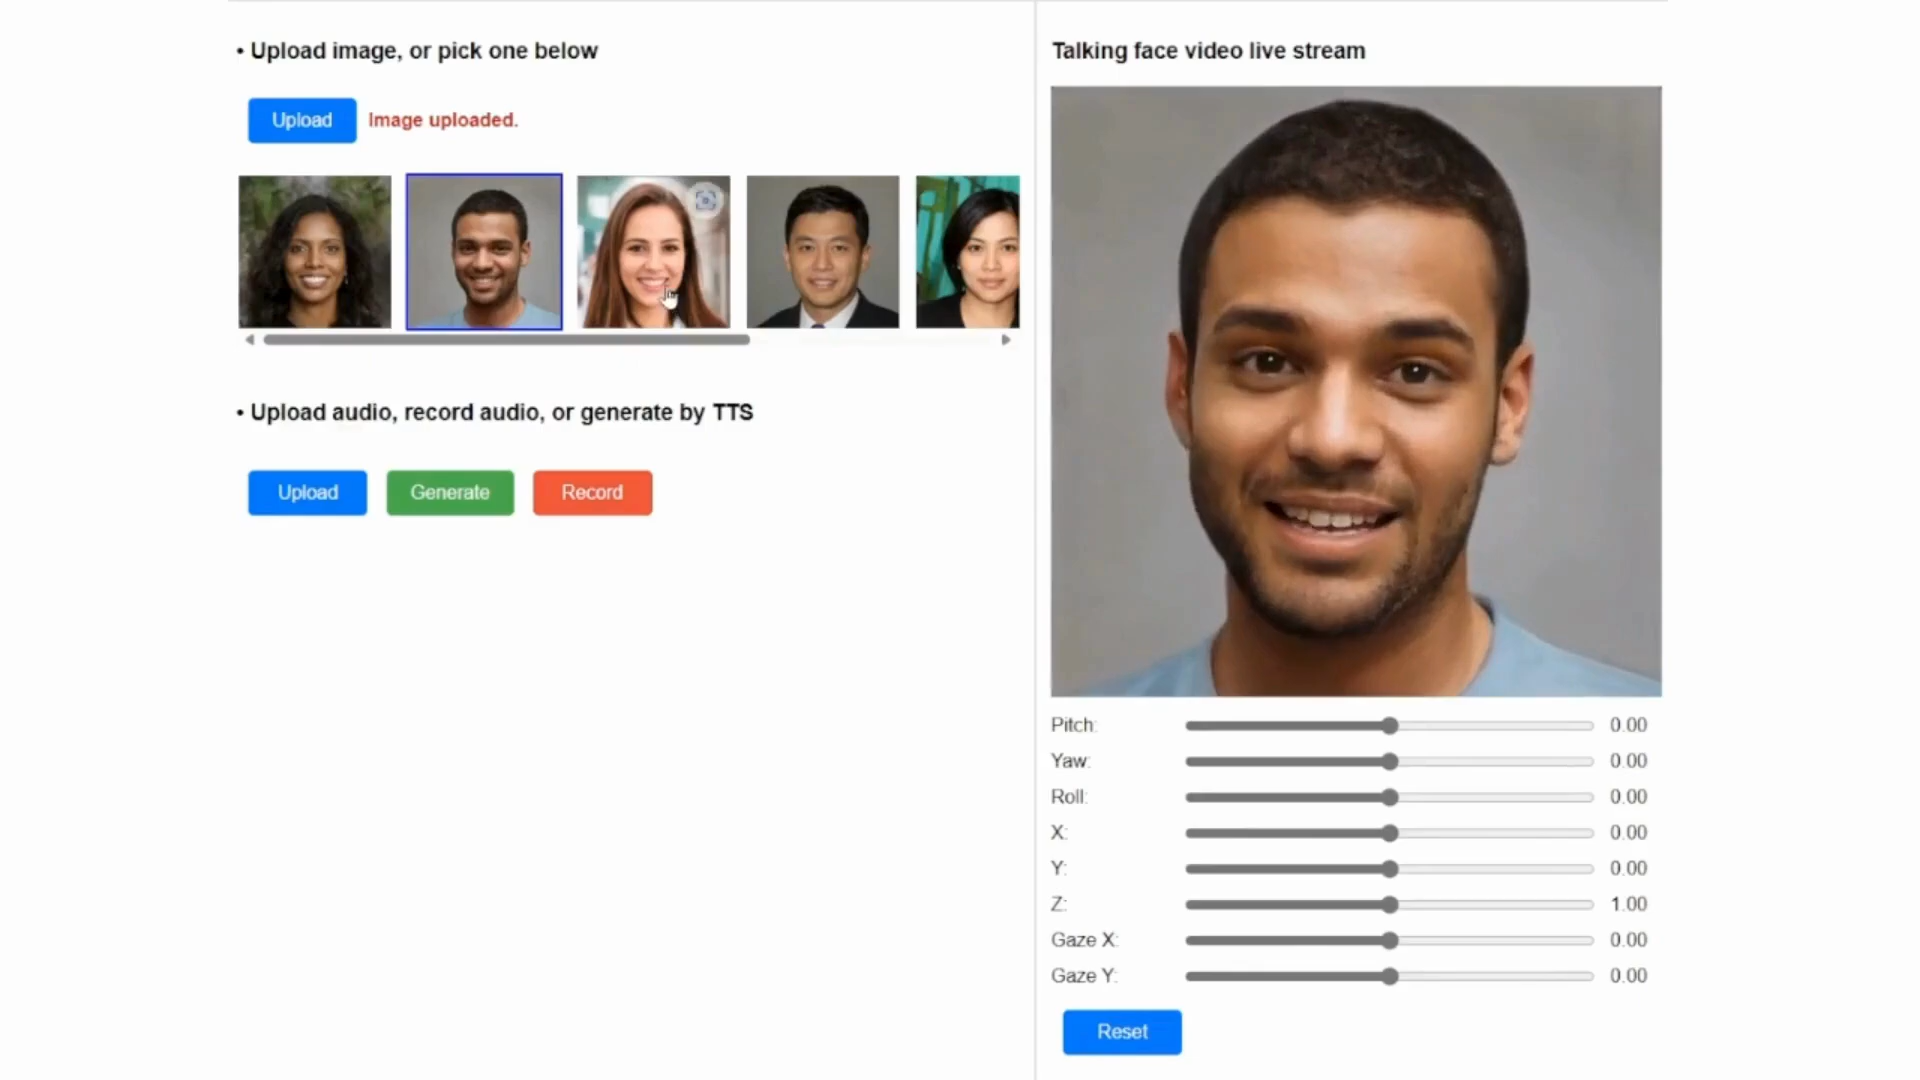 • Upload image, or pick one below
Upload
Image uploaded.
• Upload audio, record audio, or generate by TTS
Upload
Generate
Record
Talking face video live stream
Pitch: 0.00
Yaw: 0.00
Roll: 0.00
X: 0.00
Y: 0.00
Z: 1.00
Gaze X: 0.00
Gaze Y: 0.00
Reset